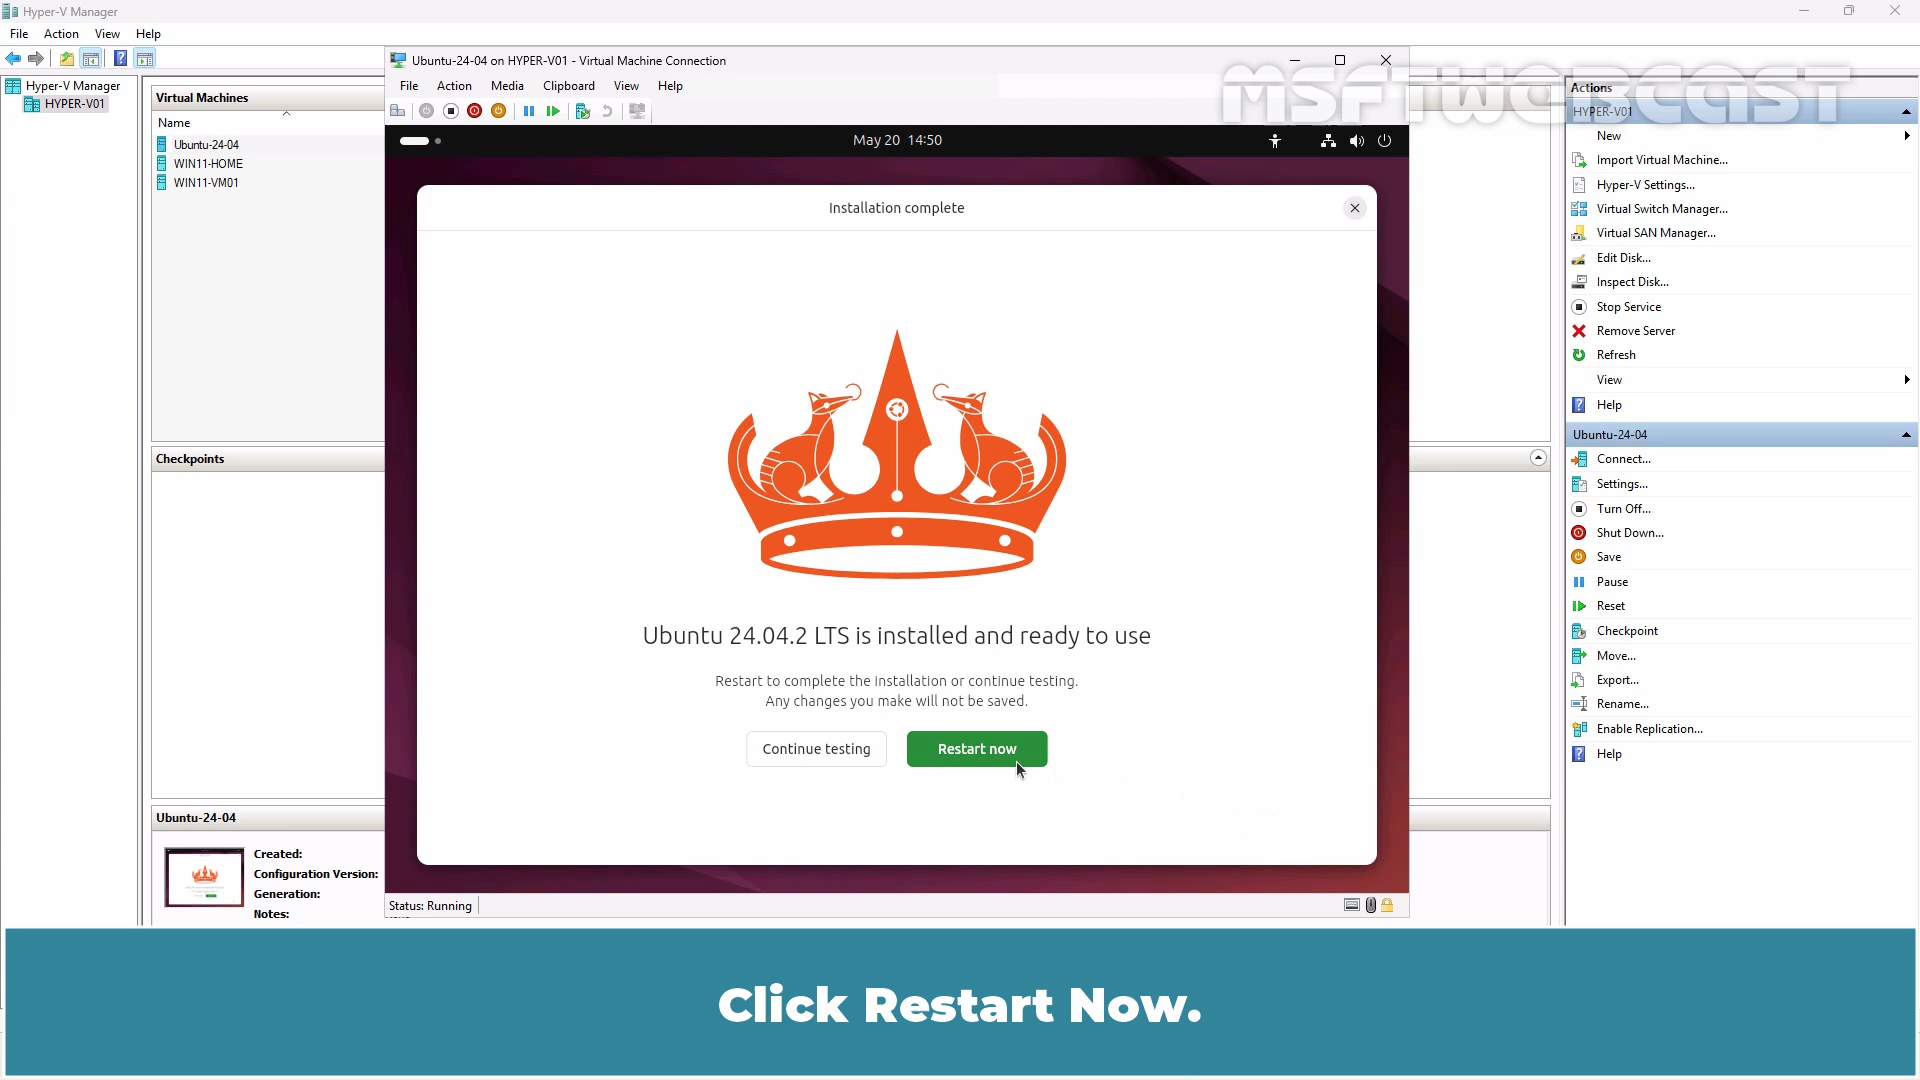 Hyper-V Manager
File Action View Help
Hyper-V Manager
HYPER-V01
Virtual Machines
Name
Ubuntu-24-04
WIN11-HOME
WIN11-VM01
Checkpoints
Ubuntu-24-04
Created:
Configuration Version:
Generation:
Notes:
Ubuntu-24-04 on HYPER-V01 - Virtual Machine Connection
File Action Media Clipboard View Help
May 20 14:50
Installation complete
Ubuntu 24.04.2 LTS is installed and ready to use
Restart to complete the installation or continue testing.
Any changes you make will not be saved.
Continue testing
Restart now
Status: Running
MSFTWEBCAST
Actions
HYPER-V01
New
Import Virtual Machine...
Hyper-V Settings...
Virtual Switch Manager...
Virtual SAN Manager...
Edit Disk...
Inspect Disk...
Stop Service
Remove Server
Refresh
View
Help
Ubuntu-24-04
Connect...
Settings...
Turn Off...
Shut Down...
Save
Pause
Reset
Checkpoint
Move...
Export...
Rename...
Enable Replication...
Help
Click Restart Now.